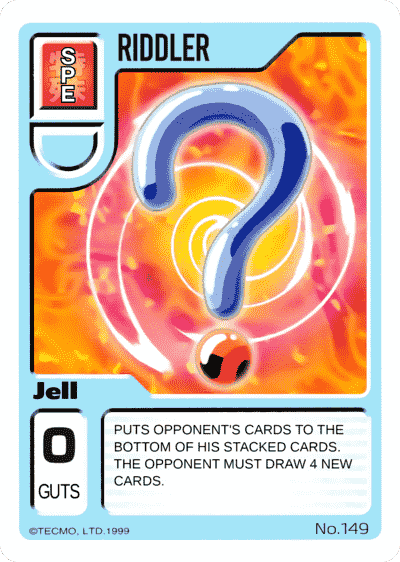 RIDDLER
SPE
Jell
0
GUTS
PUTS OPPONENT'S CARDS TO THE
BOTTOM OF HIS STACKED CARDS.
THE OPPONENT MUST DRAW 4 NEW
CARDS.
©TECMO, LTD.1999
No.149